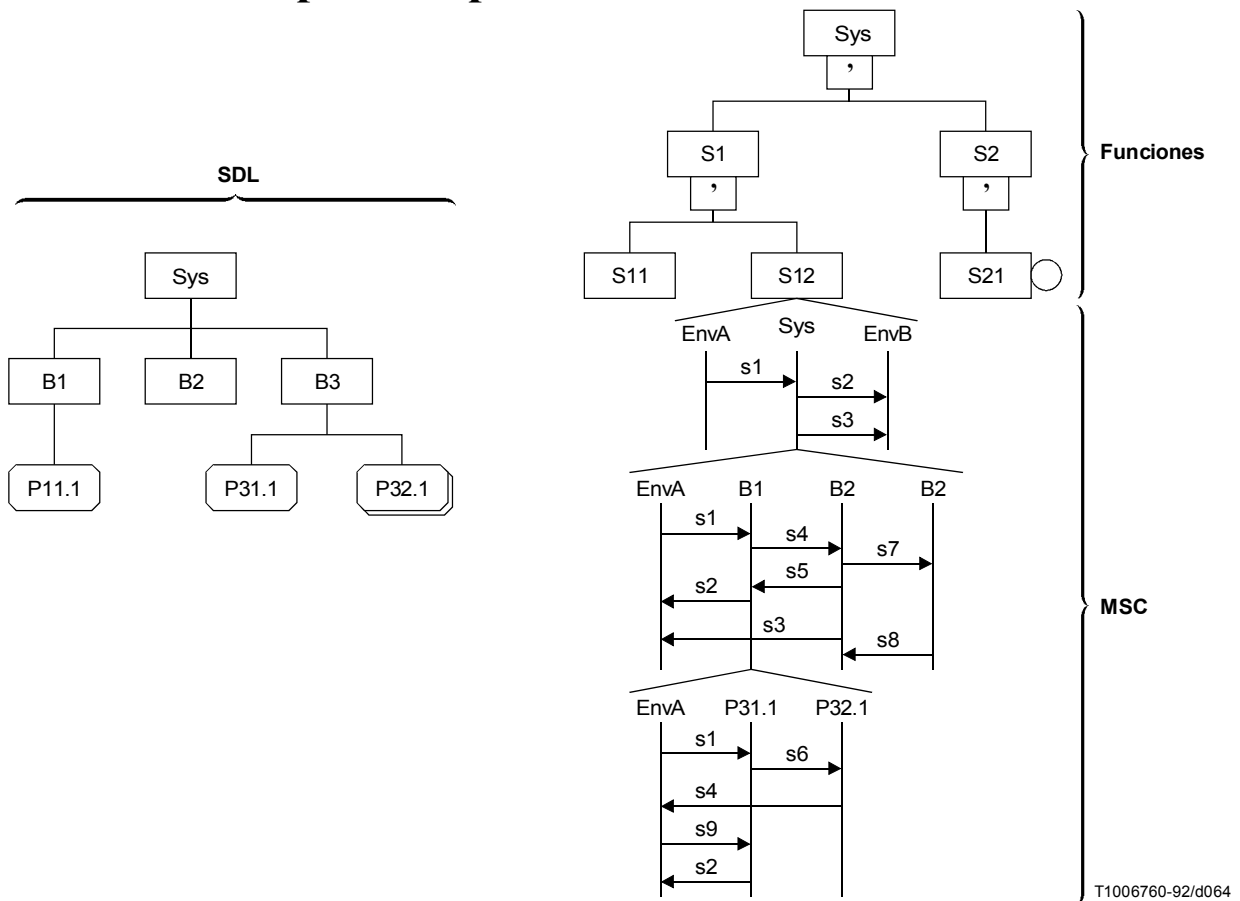 SDL
Sys
B1 B2 B3
P11.1 P31.1 P32.1
Sys
,
S1 S2
, ,
S11 S12 S21
Funciones
EnvA Sys EnvB
s1
s2
s3
EnvA B1 B2 B2
s1
s4
s7
s5
s2
s3
s8
EnvA P31.1 P32.1
s1
s6
s4
s9
s2
MSC
T1006760-92/d064